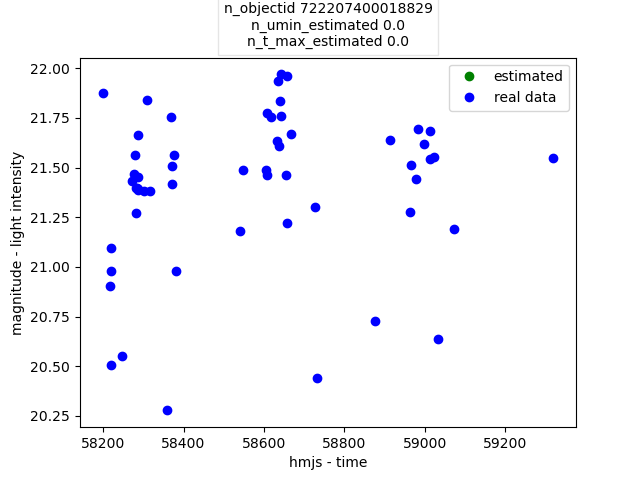 n_objectid 722207400018829
n_umin_estimated 0.0
n_t_max_estimated 0.0
22.00
21.75
21.50
21.25
21.00
20.75
20.50
20.25
magnitude - light intensity
estimated
real data
58200 58400 58600 58800 59000 59200
hmjs - time